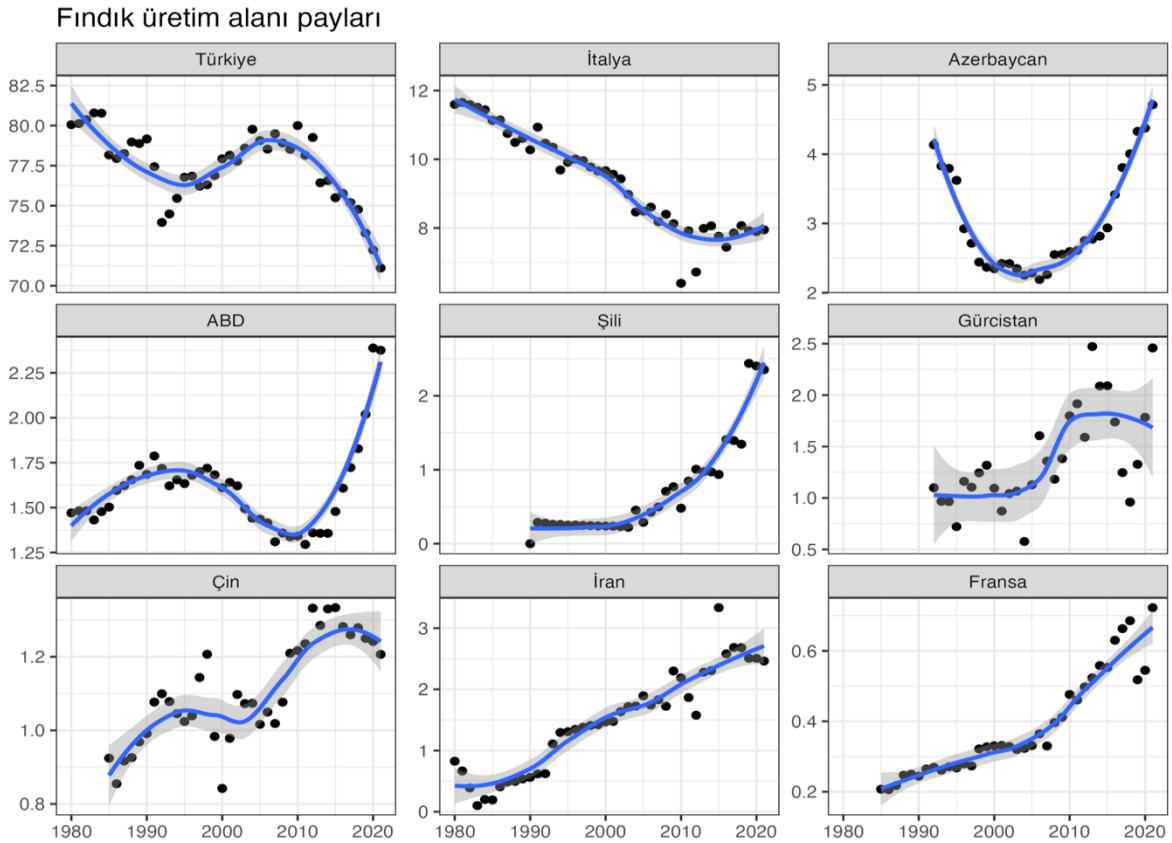 Fındık üretim alanı payları
Türkiye
İtalya
Azerbaycan
82.5
80.0
77.5
75.0
72.5
70.0
12
10
8
5
4
3
2
ABD
Şili
Gürcistan
2.25
2.00
1.75
1.50
1.25
2
1
0
2.5
2.0
1.5
1.0
0.5
Çin
İran
Fransa
1.2
1.0
0.8
3
2
1
0
0.6
0.4
0.2
1980 1990 2000 2010 2020
1980 1990 2000 2010 2020
1980 1990 2000 2010 2020